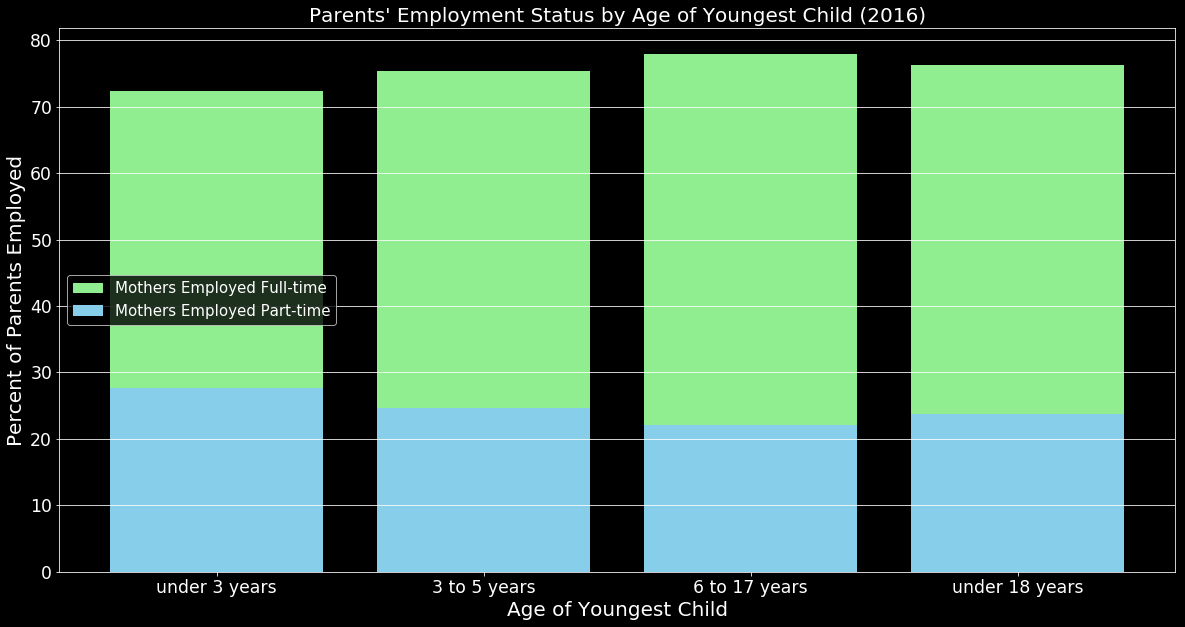 Parents' Employment Status by Age of Youngest Child (2016)
80
70
60
50
40
30
20
10
0
Percent of Parents Employed
Mothers Employed Full-time
Mothers Employed Part-time
under 3 years
3 to 5 years
6 to 17 years
under 18 years
Age of Youngest Child